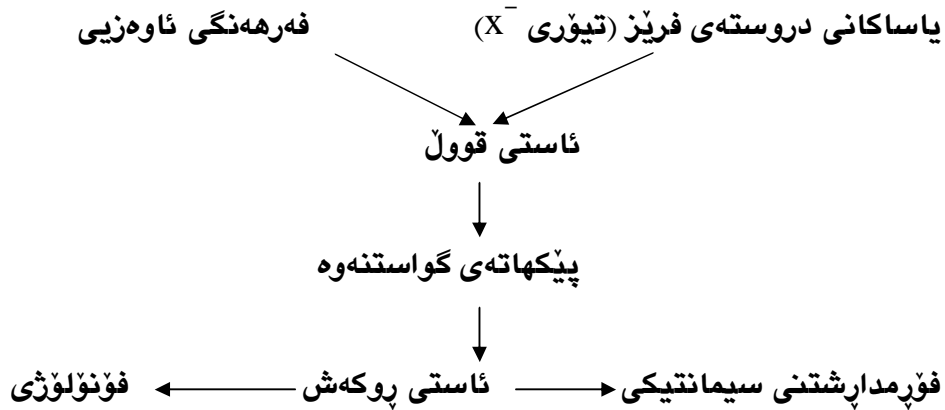 یاساکانی دروستەی فرێز (تیۆری X̄) فەرهەنگی ئاوەزیی
ئاستی قووڵ
پێکهاتەی گواستنەوە
فۆڕمداڕشتنی سیمانتیکی ئاستی ڕوکەش فۆنۆلۆژی